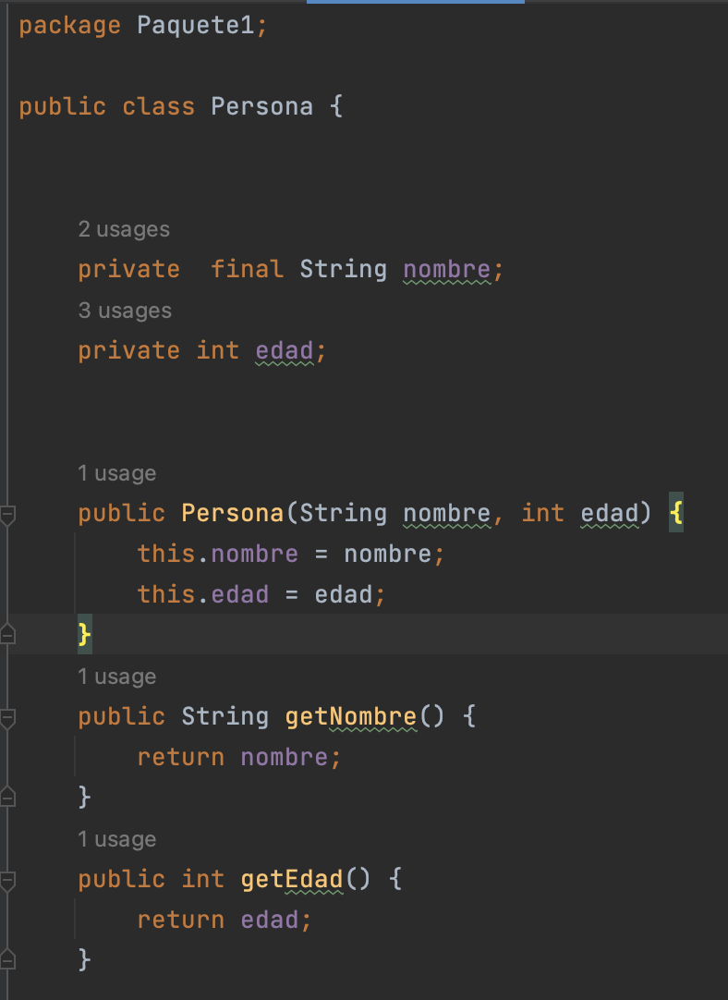 package Paquete1;
public class Persona {
2 usages
private  final String nombre;
3 usages
private int edad;
1 usage
public Persona(String nombre, int edad) {
this.nombre = nombre;
this.edad = edad;
}
1 usage
public String getNombre() {
return nombre;
}
1 usage
public int getEdad() {
return edad;
}